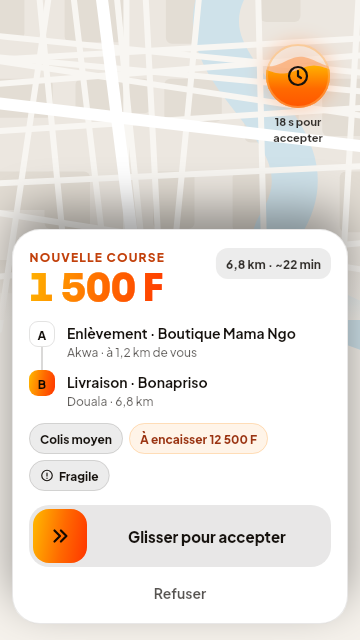 18 s pour
accepter
NOUVELLE COURSE
1 500 F
6,8 km · ~22 min
A
Enlèvement · Boutique Mama Ngo
Akwa · à 1,2 km de vous
B
Livraison · Bonapriso
Douala · 6,8 km
Colis moyen
À encaisser 12 500 F
Fragile
Glisser pour accepter
Refuser